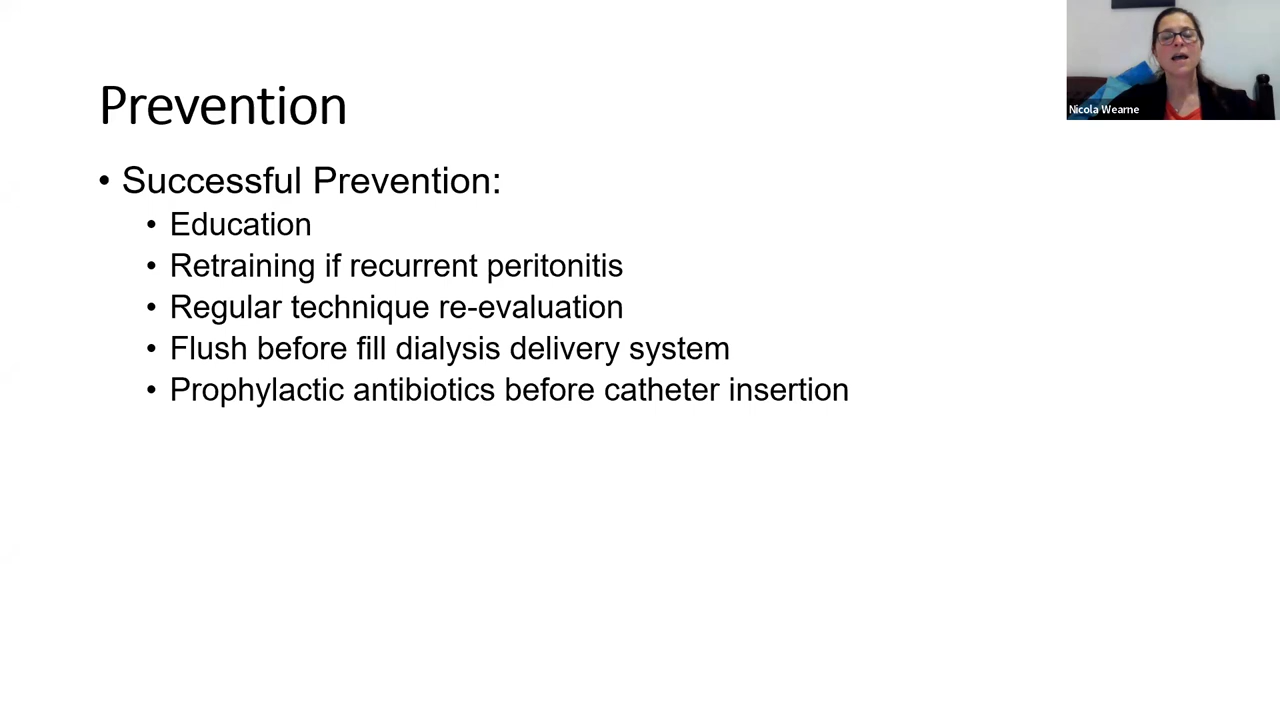 Prevention
• Successful Prevention:
• Education
• Retraining if recurrent peritonitis
• Regular technique re-evaluation
• Flush before fill dialysis delivery system
• Prophylactic antibiotics before catheter insertion
Nicola Wearne